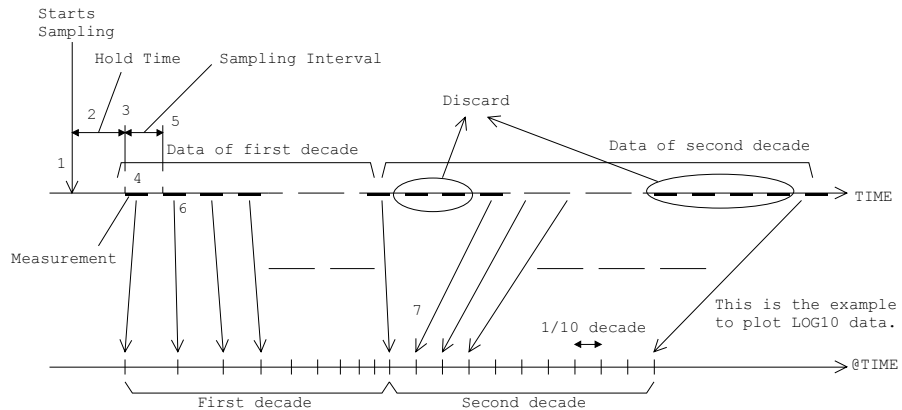 Starts
Sampling
Hold Time
Sampling Interval
Discard
2
3
5
1
Data of first decade
Data of second decade
4
TIME
6
Measurement
7
This is the example
to plot LOG10 data.
1/10 decade
@TIME
First decade
Second decade